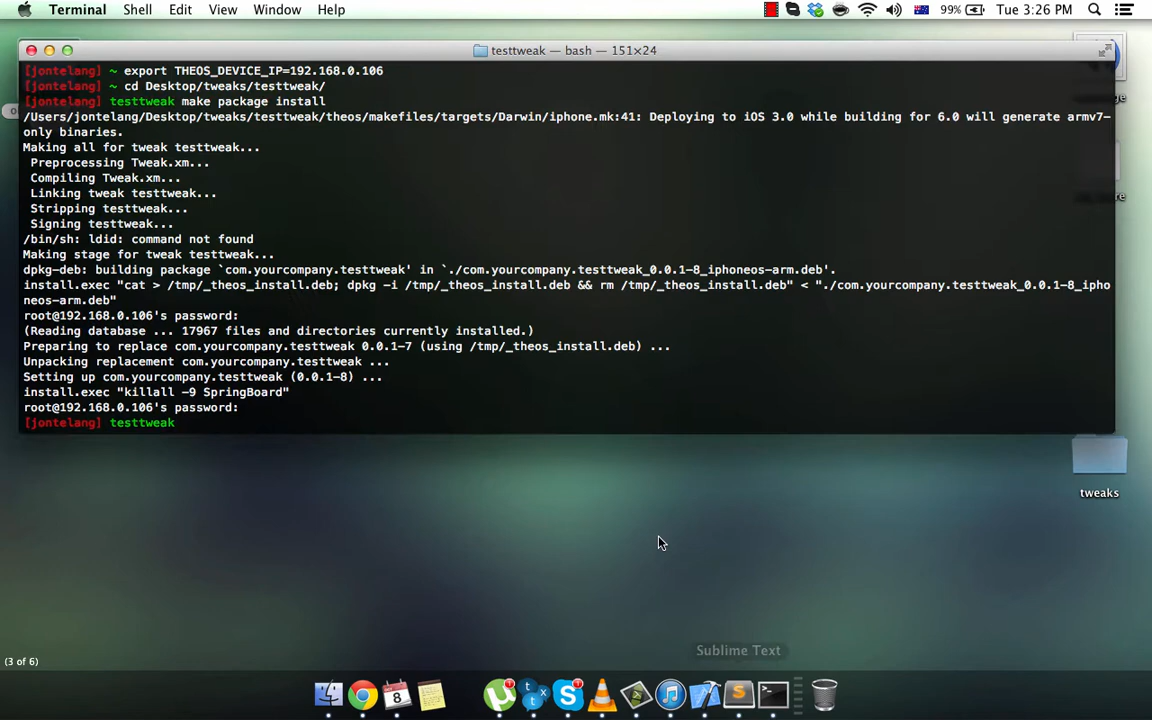 Terminal Shell Edit View Window Help 99% Tue 3:26 PM
testtweak — bash — 151×24
[jontelang] ~ export THEOS_DEVICE_IP=192.168.0.106
[jontelang] ~ cd Desktop/tweaks/testtweak/
[jontelang] testtweak make package install
/Users/jontelang/Desktop/tweaks/testtweak/theos/makefiles/targets/Darwin/iphone.mk:41: Deploying to iOS 3.0 while building for 6.0 will generate armv7-
only binaries.
Making all for tweak testtweak...
Preprocessing Tweak.xm...
Compiling Tweak.xm...
Linking tweak testtweak...
Stripping testtweak...
Signing testtweak...
/bin/sh: ldid: command not found
Making stage for tweak testtweak...
dpkg-deb: building package `com.yourcompany.testtweak' in `./com.yourcompany.testtweak_0.0.1-8_iphoneos-arm.deb'.
install.exec "cat > /tmp/_theos_install.deb; dpkg -i /tmp/_theos_install.deb && rm /tmp/_theos_install.deb" < "./com.yourcompany.testtweak_0.0.1-8_ipho
neos-arm.deb"
root@192.168.0.106's password:
(Reading database ... 17967 files and directories currently installed.)
Preparing to replace com.yourcompany.testtweak 0.0.1-7 (using /tmp/_theos_install.deb) ...
Unpacking replacement com.yourcompany.testtweak ...
Setting up com.yourcompany.testtweak (0.0.1-8) ...
install.exec "killall -9 SpringBoard"
root@192.168.0.106's password:
[jontelang] testtweak
tweaks
Sublime Text
(3 of 6)
8